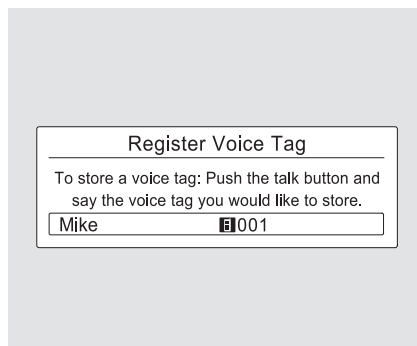 Register Voice Tag
To store a voice tag: Push the talk button and
say the voice tag you would like to store.
Mike 001